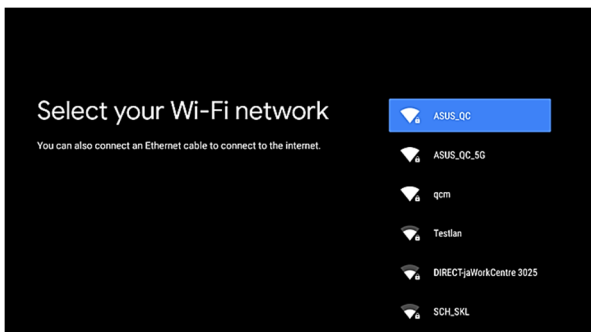 Select your Wi-Fi network
You can also connect an Ethernet cable to connect to the internet.
ASUS_QC
ASUS_QC_5G
qcm
Testlan
DIRECT-jaWorkCentre 3025
SCH_SKL